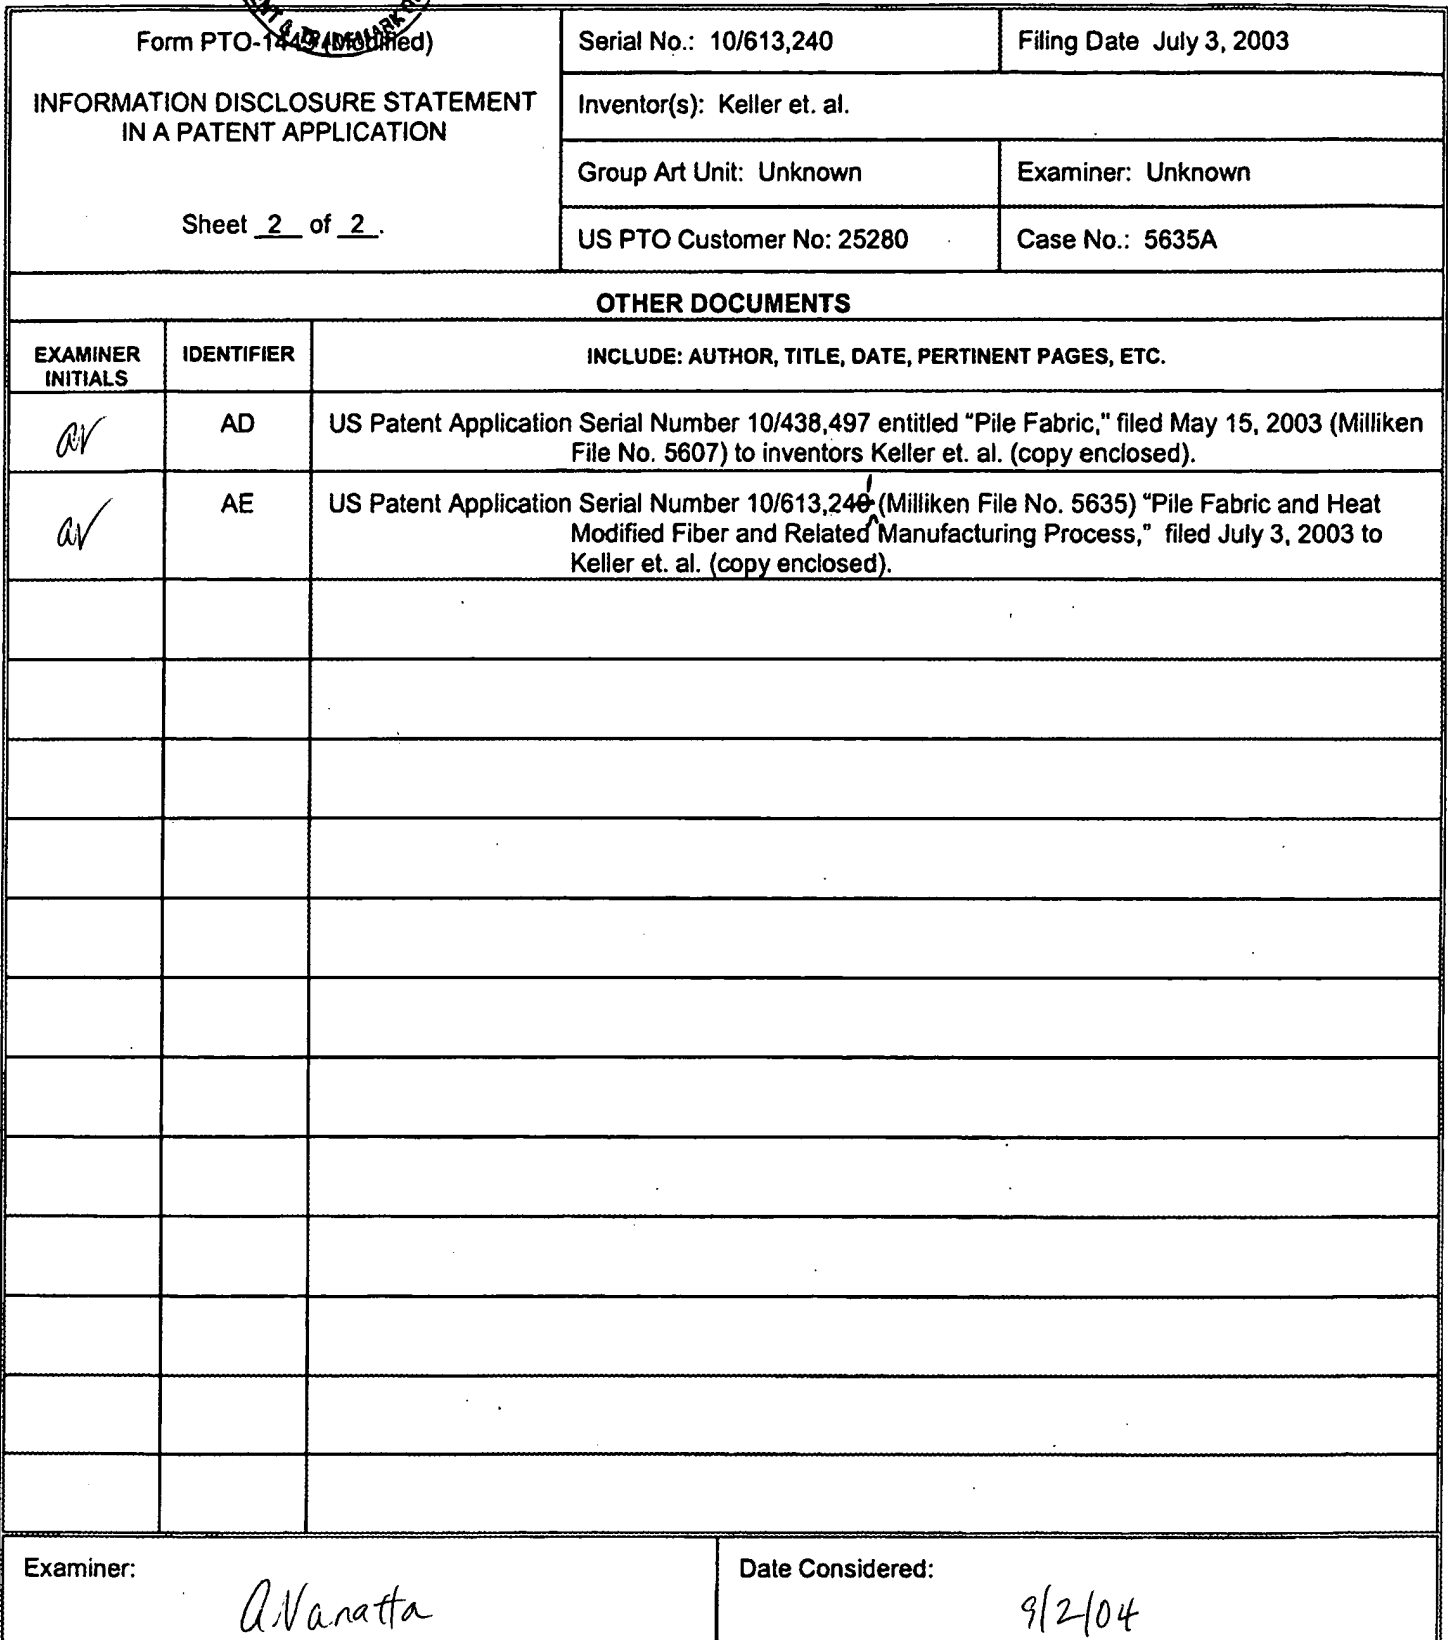 Form PTO-1449 (Modified)
INFORMATION DISCLOSURE STATEMENT
IN A PATENT APPLICATION
Sheet 2 of 2.
Serial No.: 10/613,240
Filing Date July 3, 2003
Inventor(s): Keller et. al.
Group Art Unit: Unknown
Examiner: Unknown
US PTO Customer No: 25280
Case No.: 5635A
OTHER DOCUMENTS
EXAMINER
INITIALS
IDENTIFIER
INCLUDE: AUTHOR, TITLE, DATE, PERTINENT PAGES, ETC.
av
AD
US Patent Application Serial Number 10/438,497 entitled "Pile Fabric," filed May 15, 2003 (Milliken
File No. 5607) to inventors Keller et. al. (copy enclosed).
av
AE
US Patent Application Serial Number 10/613,241 (Milliken File No. 5635) "Pile Fabric and Heat
Modified Fiber and Related Manufacturing Process," filed July 3, 2003 to
Keller et. al. (copy enclosed).
Examiner:
A Vanatta
Date Considered:
9/2/04